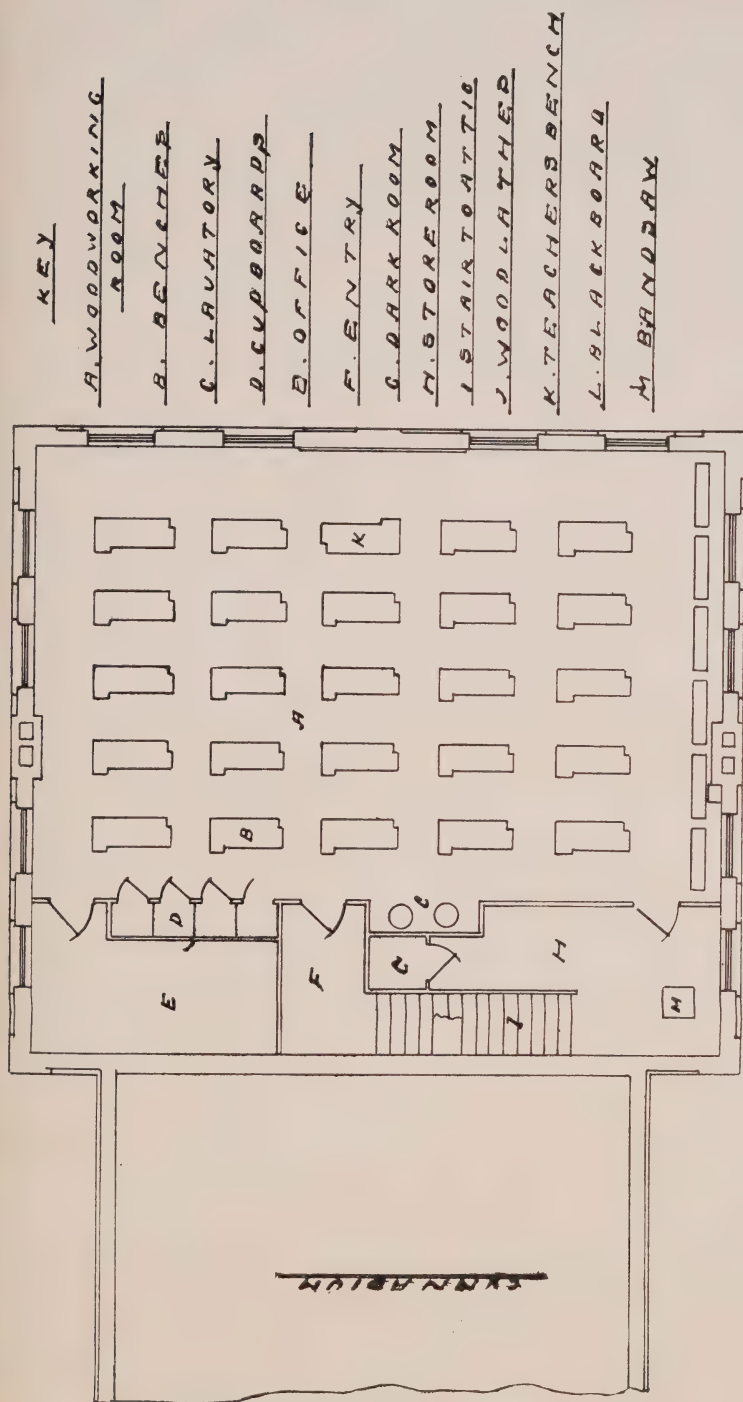 KEY
A. WOODWORKING
ROOM
B. BENCHES
C. LAVATORY
D. CUPBOARDS
E. OFFICE
F. ENTRY
G. DARK ROOM
H. STOREROOM
I STAIR TO ATTIC
J. WOOD LATHES
K. TEACHERS BENCH
L. BLACKBOARD
M BANDSAW
K
A
B
D
C
E
F
G
H
I
M
GYMNASIUM